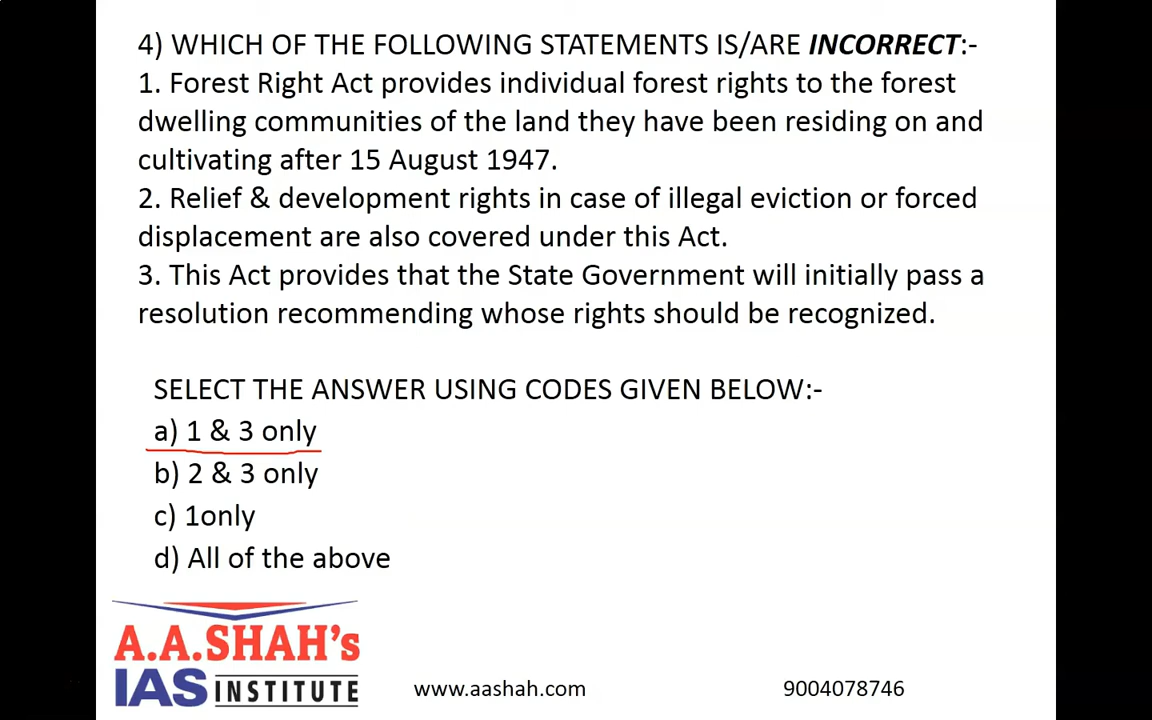 4) WHICH OF THE FOLLOWING STATEMENTS IS/ARE INCORRECT:-
1. Forest Right Act provides individual forest rights to the forest
dwelling communities of the land they have been residing on and
cultivating after 15 August 1947.
2. Relief & development rights in case of illegal eviction or forced
displacement are also covered under this Act.
3. This Act provides that the State Government will initially pass a
resolution recommending whose rights should be recognized.
SELECT THE ANSWER USING CODES GIVEN BELOW:-
a) 1 & 3 only
b) 2 & 3 only
c) 1only
d) All of the above
A.A.SHAH's
IAS INSTITUTE
www.aashah.com
9004078746